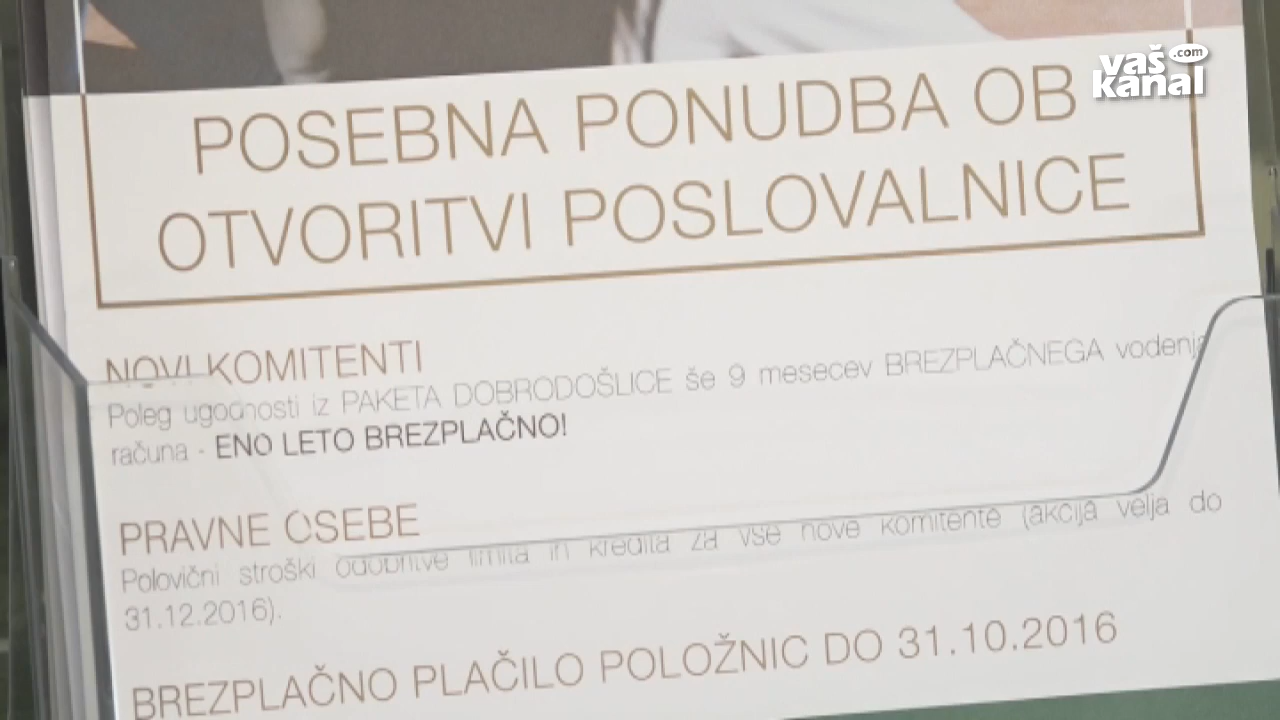 vaš .com
kanal
POSEBNA PONUDBA OB
OTVORITVI POSLOVALNICE
NOVI KOMITENTI
Poleg ugodnosti iz PAKETA DOBRODOŠLICE še 9 mesecev BREZPLAČNEGA vodenja
računa - ENO LETO BREZPLAČNO!
PRAVNE OSEBE
Polovični stroški odobritve limita in kredita za vse nove komitente (akcija velja do
31.12.2016).
BREZPLAČNO PLAČILO POLOŽNIC DO 31.10.2016